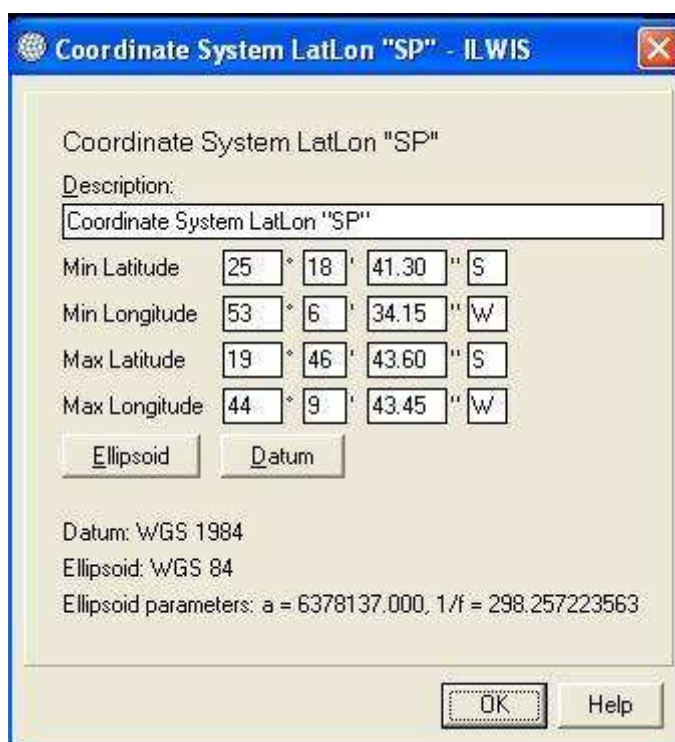 Coordinate System LatLon "SP" - ILWIS
Coordinate System LatLon "SP"
Description:
Coordinate System LatLon "SP"
Min Latitude 25 ° 18 ' 41.30 " S
Min Longitude 53 ° 6 ' 34.15 " W
Max Latitude 19 ° 46 ' 43.60 " S
Max Longitude 44 ° 9 ' 43.45 " W
Ellipsoid Datum
Datum: WGS 1984
Ellipsoid: WGS 84
Ellipsoid parameters: a = 6378137.000, 1/f = 298.257223563
OK Help